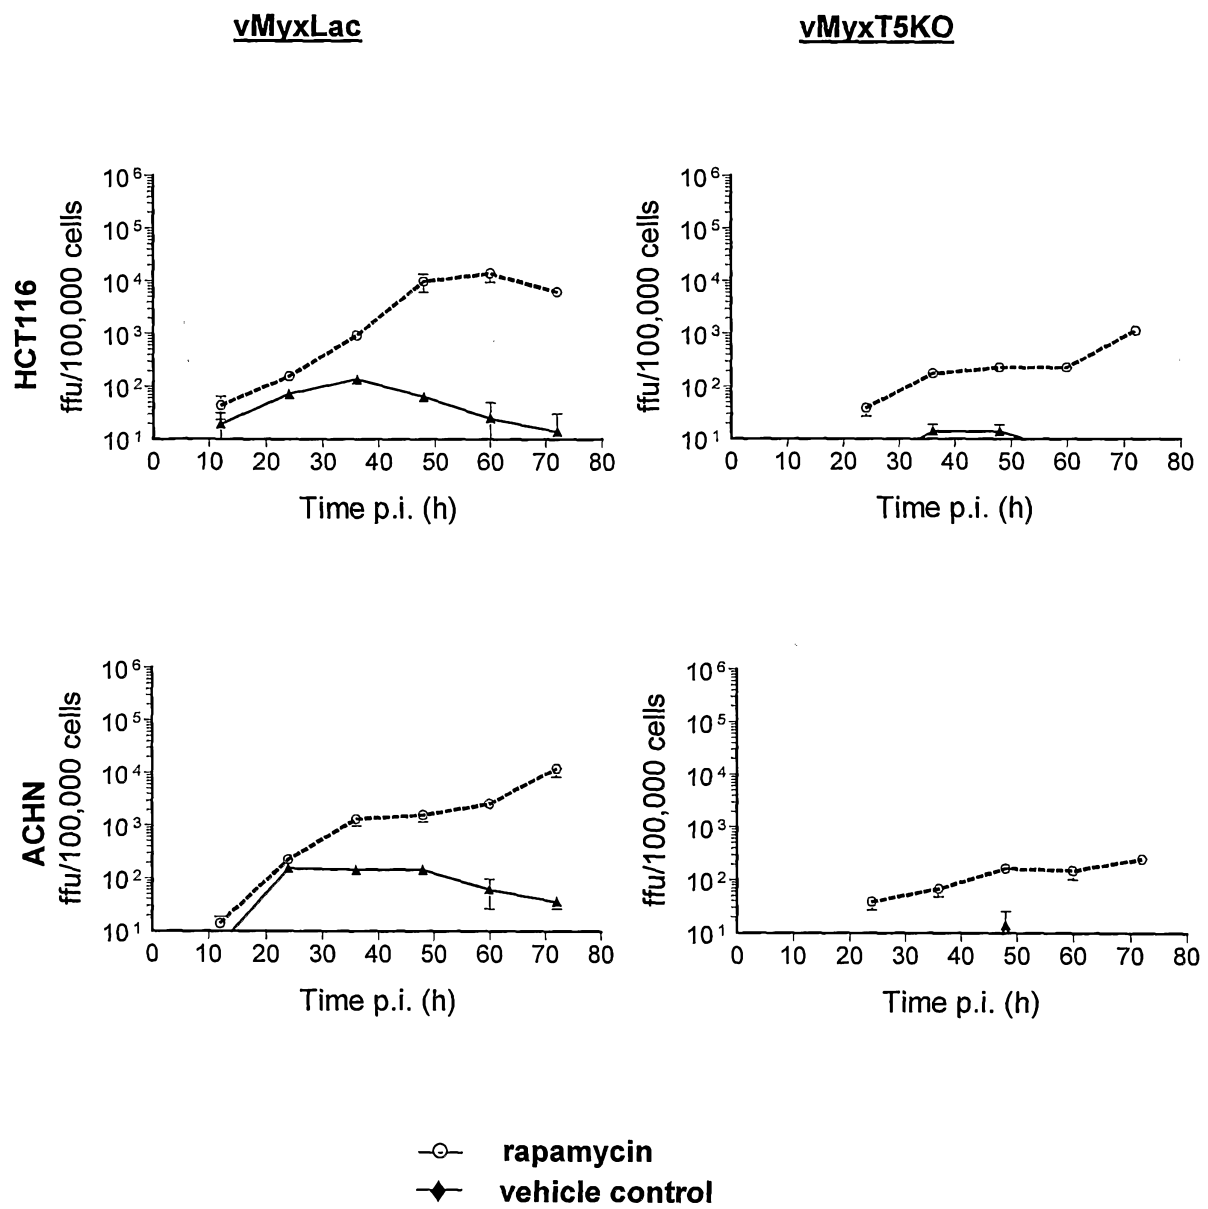 vMyxLac
vMyxT5KO
HCT116
ffu/100,000 cells
10^6
10^5
10^4
10^3
10^2
10^1
0 10 20 30 40 50 60 70 80
Time p.i. (h)
ffu/100,000 cells
10^6
10^5
10^4
10^3
10^2
10^1
0 10 20 30 40 50 60 70 80
Time p.i. (h)
ACHN
ffu/100,000 cells
10^6
10^5
10^4
10^3
10^2
10^1
0 10 20 30 40 50 60 70 80
Time p.i. (h)
ffu/100,000 cells
10^6
10^5
10^4
10^3
10^2
10^1
0 10 20 30 40 50 60 70 80
Time p.i. (h)
rapamycin
vehicle control